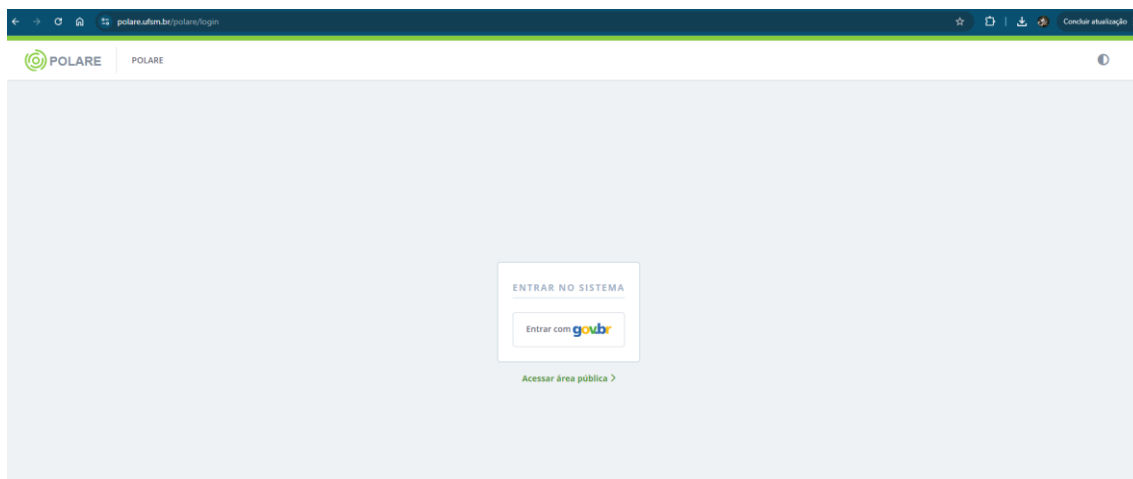 polare.ufsm.br/polare/login
Concluir atualização
POLARE
POLARE
ENTRAR NO SISTEMA
Entrar com gov.br
Acessar área pública >